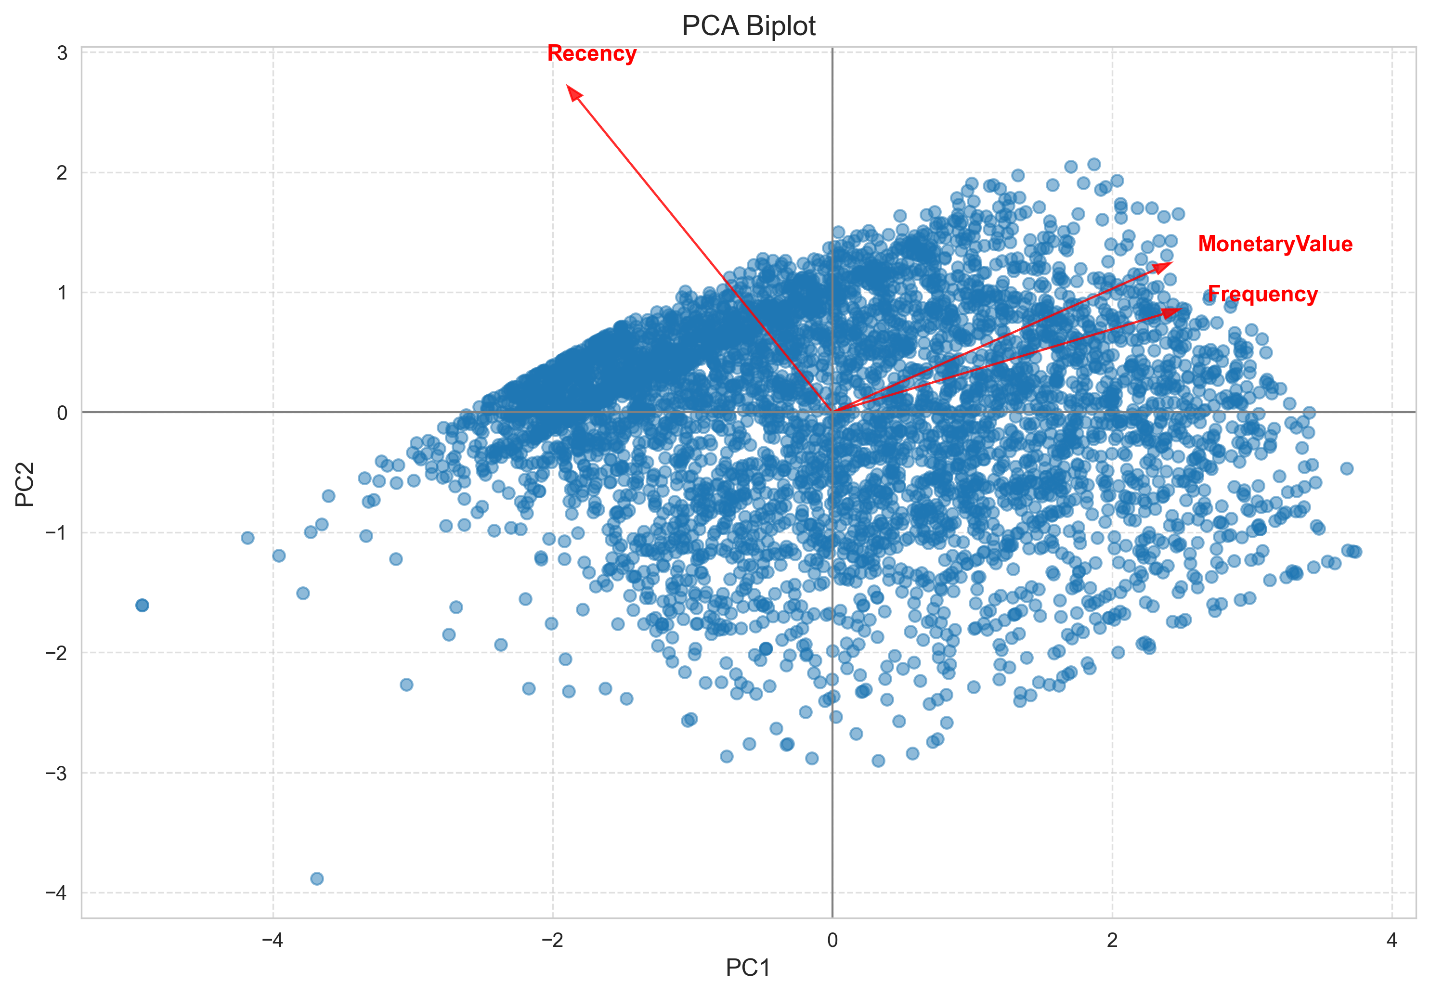 PCA Biplot
Recency
MonetaryValue
Frequency
3
2
1
0
−1
−2
−3
−4
PC2
−4
−2
0
2
4
PC1